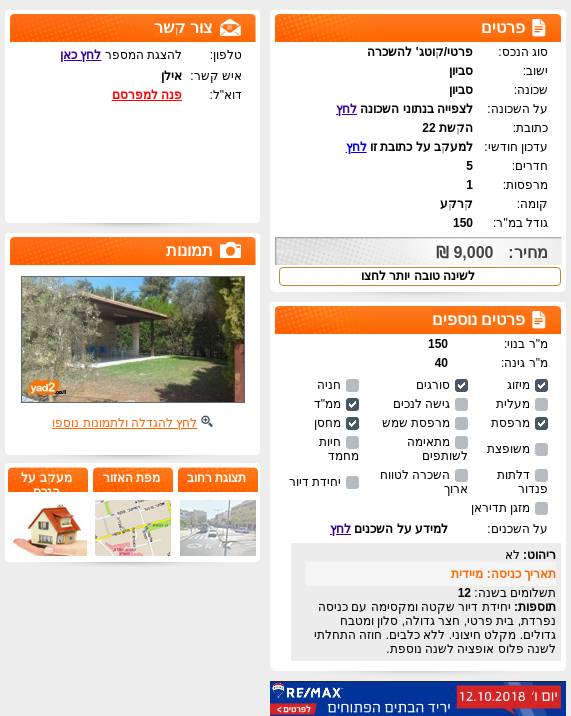 פרטים
סוג הנכס: פרטי/קוטג' להשכרה
ישוב: סביון
שכונה: סביון
על השכונה: לצפייה בנתוני השכונה לחץ
כתובת: הקשת 22
עדכון חודשי: למעקב על כתובת זו לחץ
חדרים: 5
מרפסות: 1
קומה: קרקע
גודל במ"ר: 150
מחיר: 9,000 ₪
לשינה טובה יותר לחצו
פרטים נוספים
מ"ר בנוי: 150
מ"ר גינה: 40
מיזוג סורגים חניה
מעלית גישה לנכים ממ"ד
מרפסת מרפסת שמש מחסן
משופצת מתאימה לשותפים חיות מחמד
דלתות פנדור השכרה לטווח ארוך יחידת דיור
מזגן תדיראן
על השכנים: למידע על השכנים לחץ
ריהוט: לא
תאריך כניסה: מיידית
תשלומים בשנה: 12
תוספות: יחידת דיור שקטה ומקסימה עם כניסה
נפרדת, בית פרטי, חצר גדולה, סלון ומטבח
גדולים. מקלט חיצוני. ללא כלבים. חוזה התחלתי
לשנה פלוס אופציה לשנה נוספת.
יום ו' 12.10.2018
RE/MAX
יריד הבתים הפתוחים
לפרטים >
צור קשר
טלפון: להצגת המספר לחץ כאן
איש קשר: אילן
דוא"ל: פנה למפרסם
תמונות
yad2
לחץ להגדלה ולתמונות נוספו
תצוגת רחוב
מפת האזור
מעקב על
הנכס